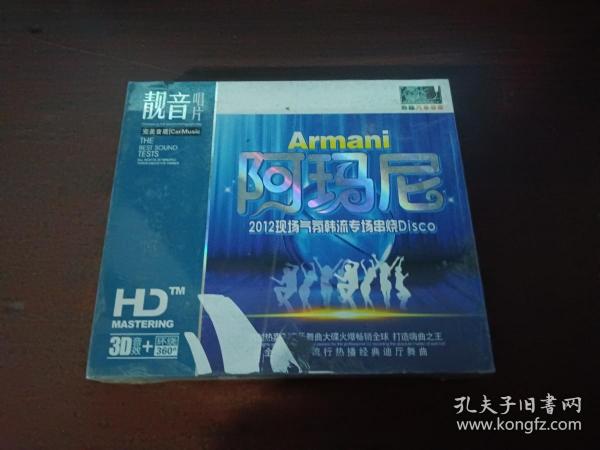 靓音唱片
完美音质|CarMusic
THE
BEST SOUND
TESTS
Armani
阿玛尼
2012现场气氛韩流专场串烧Disco
HD™
MASTERING
3D音效+环绕360°
舞曲大碟火爆畅销全球 打造嗨曲之王
流行热播经典迪厅舞曲
孔夫子旧书网
www.kongfz.com